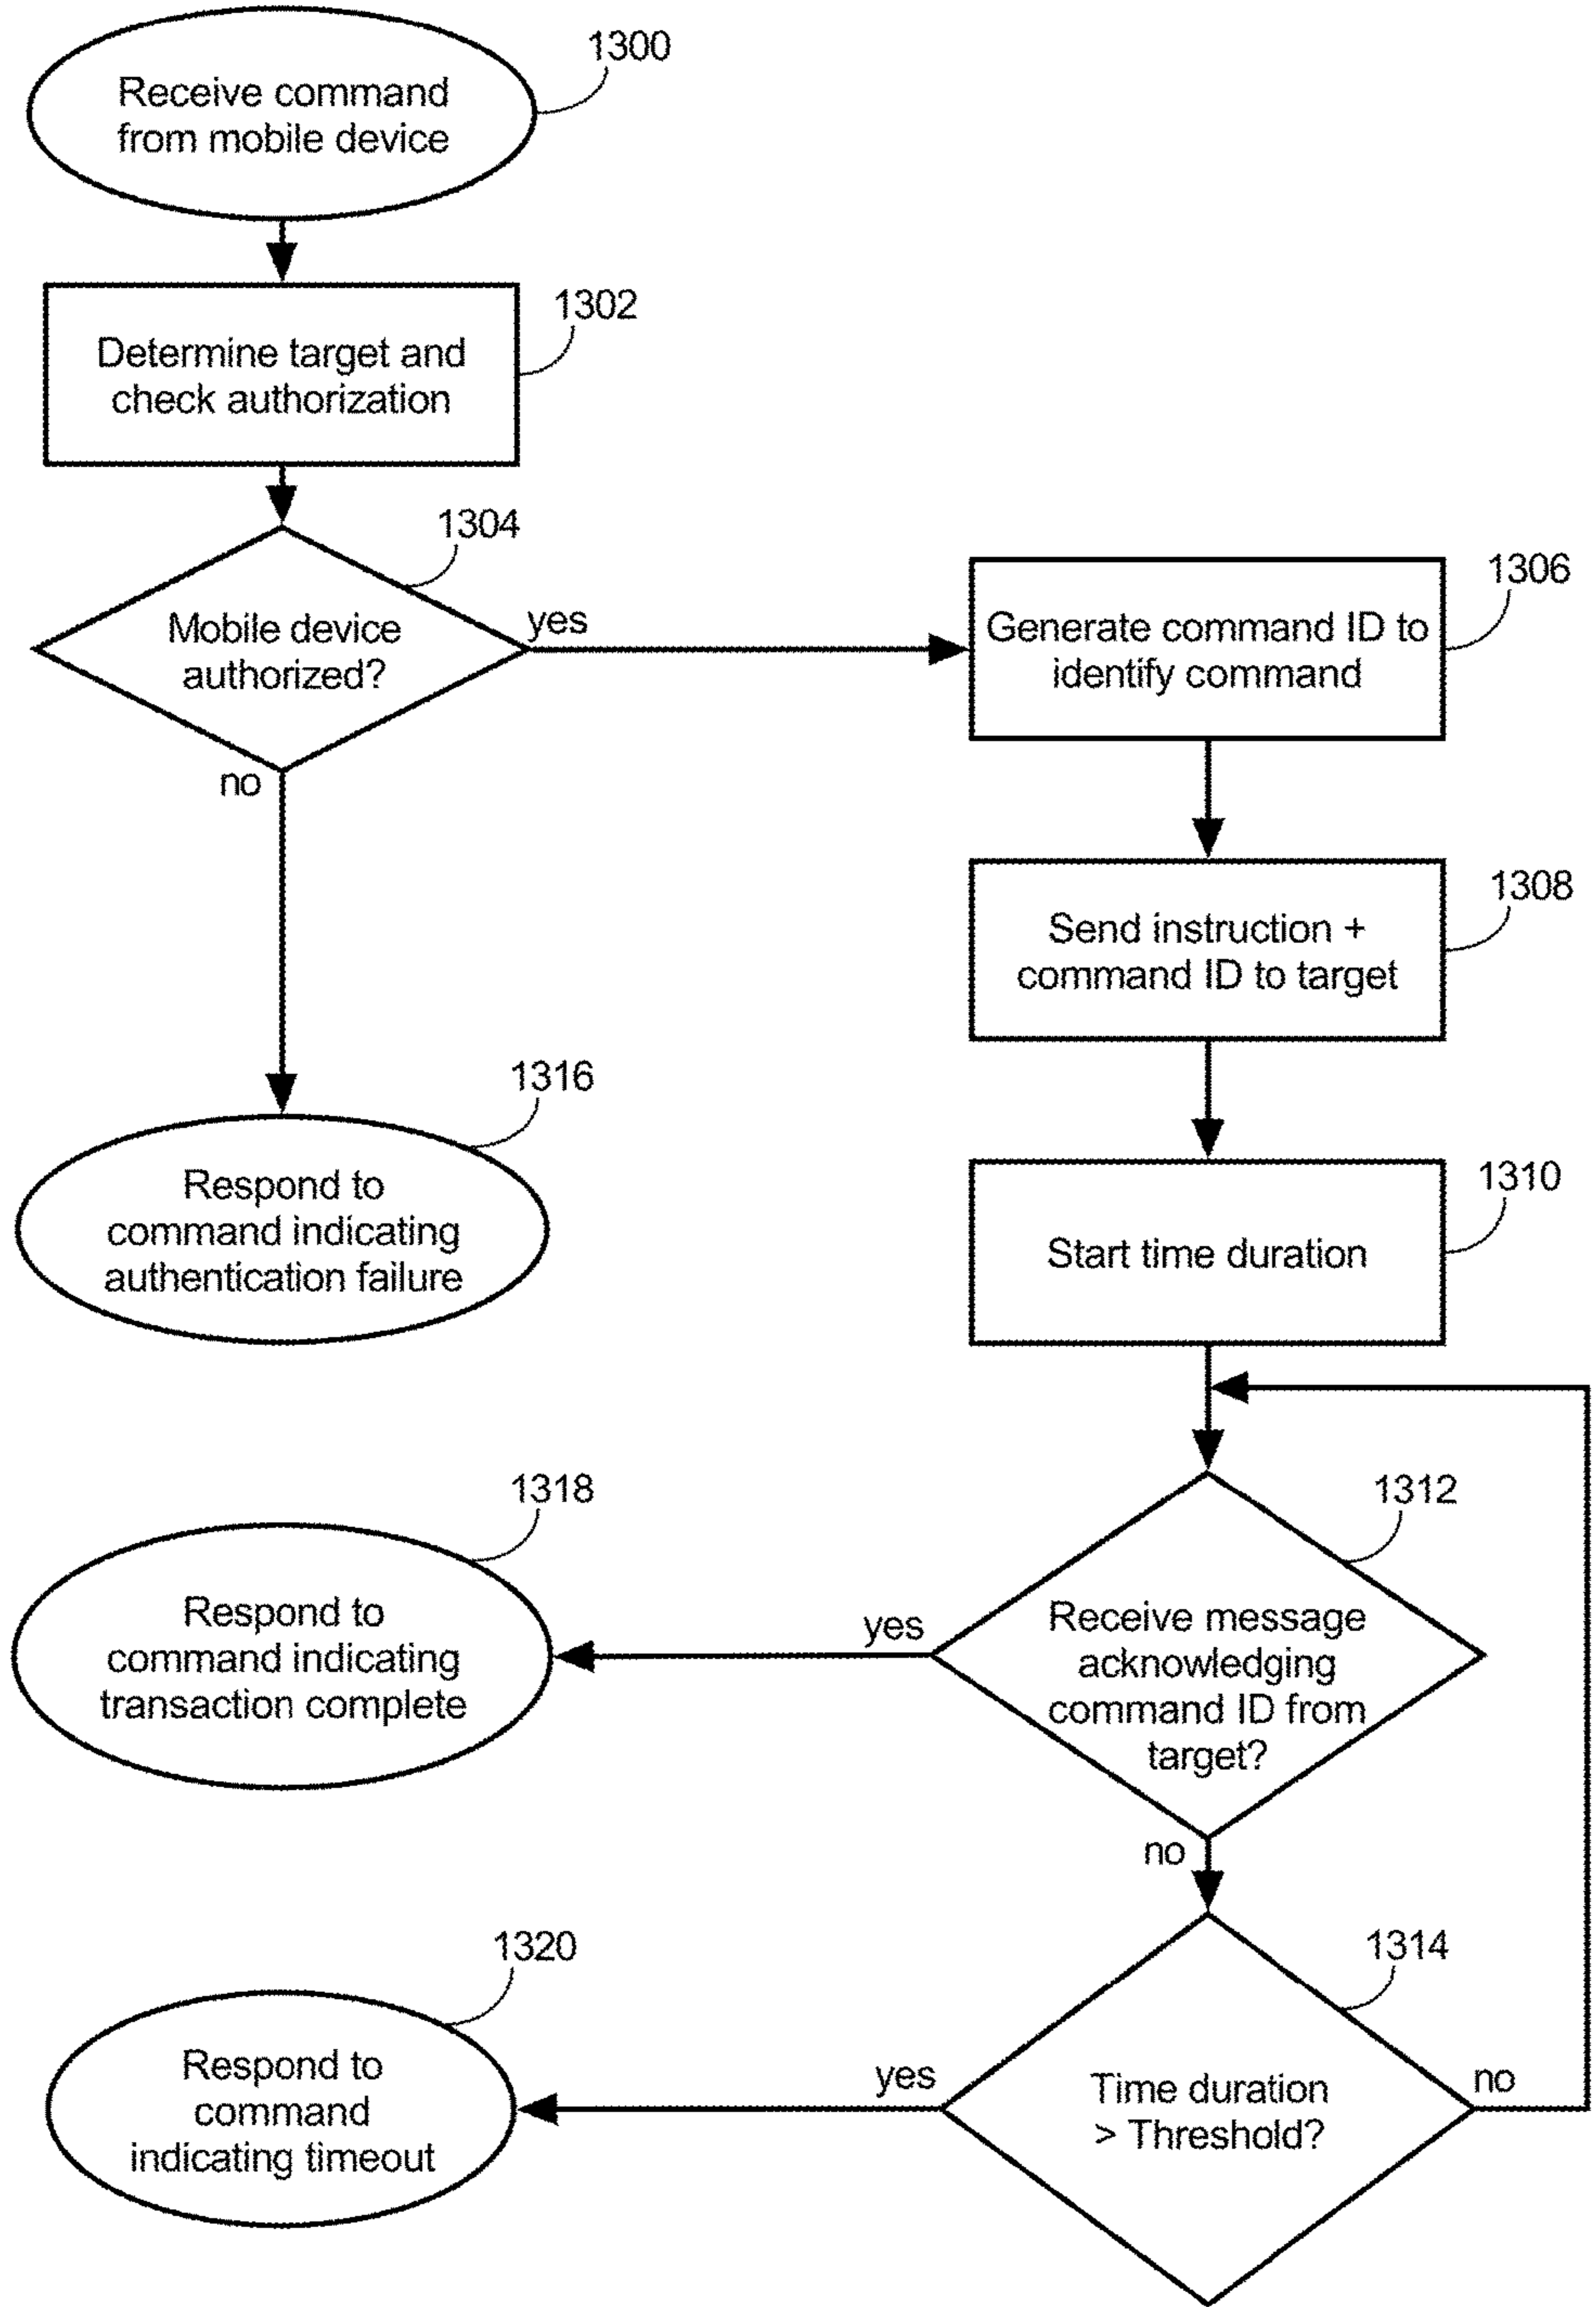 1300
Receive command
from mobile device
1302
Determine target and
check authorization
1304
Mobile device
authorized?
yes
no
1306
Generate command ID to
identify command
1308
Send instruction +
command ID to target
1316
Respond to
command indicating
authentication failure
1310
Start time duration
1318
Respond to
command indicating
transaction complete
1312
yes
Receive message
acknowledging
command ID from
target?
no
1320
Respond to
command
indicating timeout
1314
yes
Time duration
> Threshold?
no